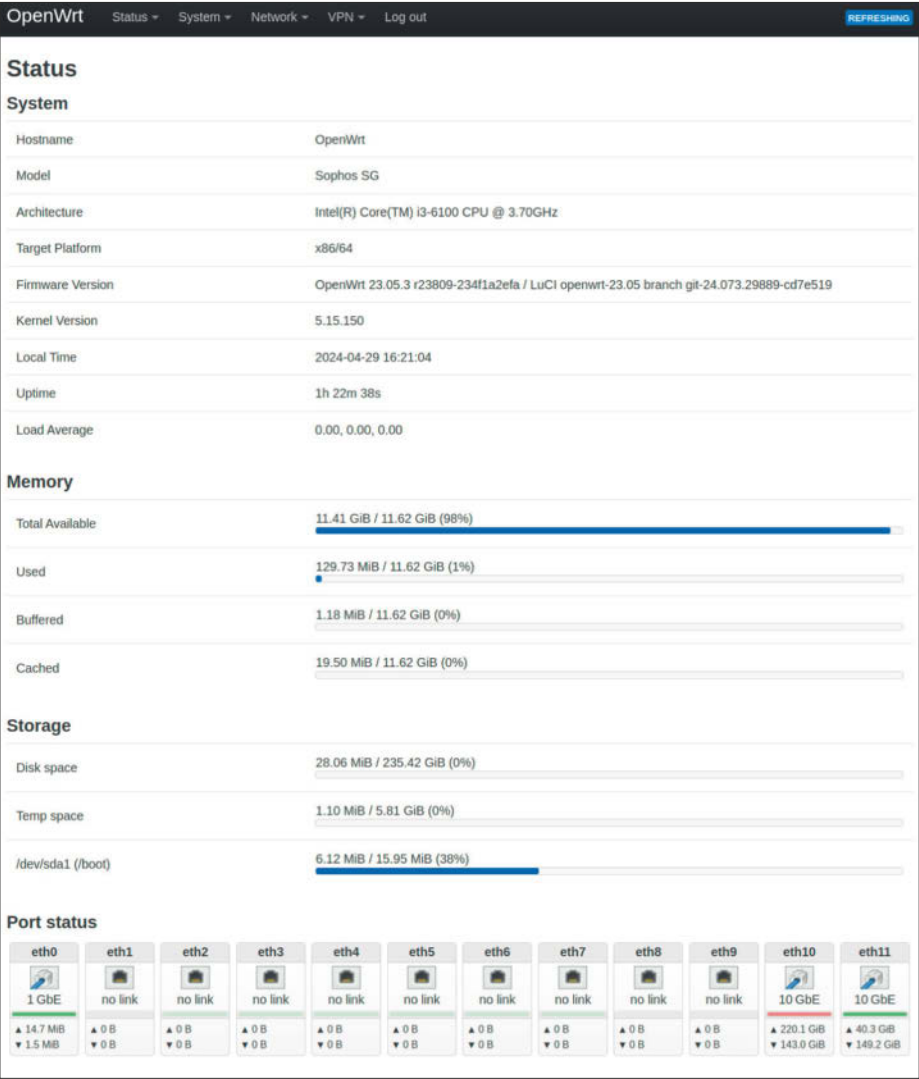 OpenWrt Status System Network VPN Log out REFRESHING
Status
System
Hostname OpenWrt
Model Sophos SG
Architecture Intel(R) Core(TM) i3-6100 CPU @ 3.70GHz
Target Platform x86/64
Firmware Version OpenWrt 23.05.3 r23809-234f1a2efa / LuCI openwrt-23.05 branch git-24.073.29889-cd7e519
Kernel Version 5.15.150
Local Time 2024-04-29 16:21:04
Uptime 1h 22m 38s
Load Average 0.00, 0.00, 0.00
Memory
Total Available 11.41 GiB / 11.62 GiB (98%)
Used 129.73 MiB / 11.62 GiB (1%)
Buffered 1.18 MiB / 11.62 GiB (0%)
Cached 19.50 MiB / 11.62 GiB (0%)
Storage
Disk space 28.06 MiB / 235.42 GiB (0%)
Temp space 1.10 MiB / 5.81 GiB (0%)
/dev/sda1 (/boot) 6.12 MiB / 15.95 MiB (38%)
Port status
eth0 eth1 eth2 eth3 eth4 eth5 eth6 eth7 eth8 eth9 eth10 eth11
1 GbE no link no link no link no link no link no link no link no link no link 10 GbE 10 GbE
▲ 14.7 MiB ▲ 0 B ▲ 0 B ▲ 0 B ▲ 0 B ▲ 0 B ▲ 0 B ▲ 0 B ▲ 0 B ▲ 0 B ▲ 220.1 GiB ▲ 40.3 GiB
▼ 1.5 MiB ▼ 0 B ▼ 0 B ▼ 0 B ▼ 0 B ▼ 0 B ▼ 0 B ▼ 0 B ▼ 0 B ▼ 0 B ▼ 143.0 GiB ▼ 149.2 GiB